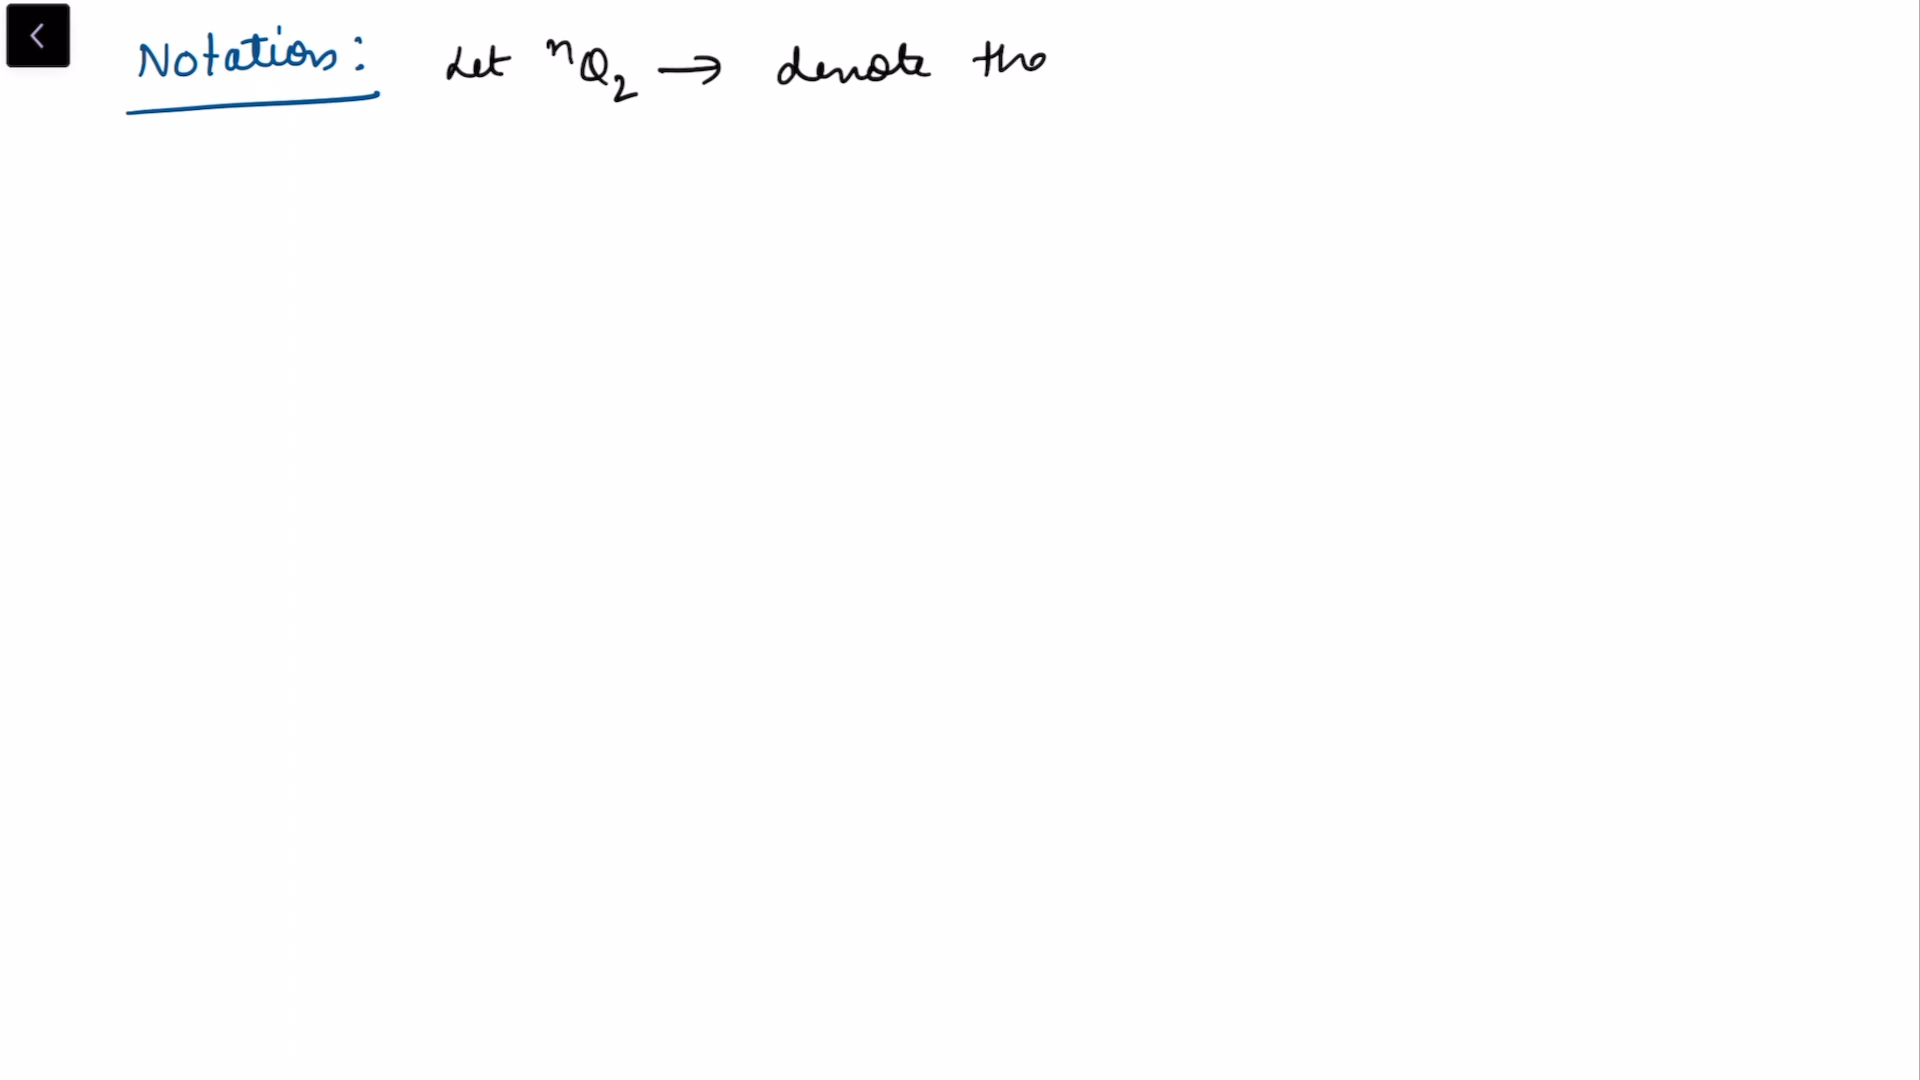 Notation: Let ⁿQ₂ → denote the